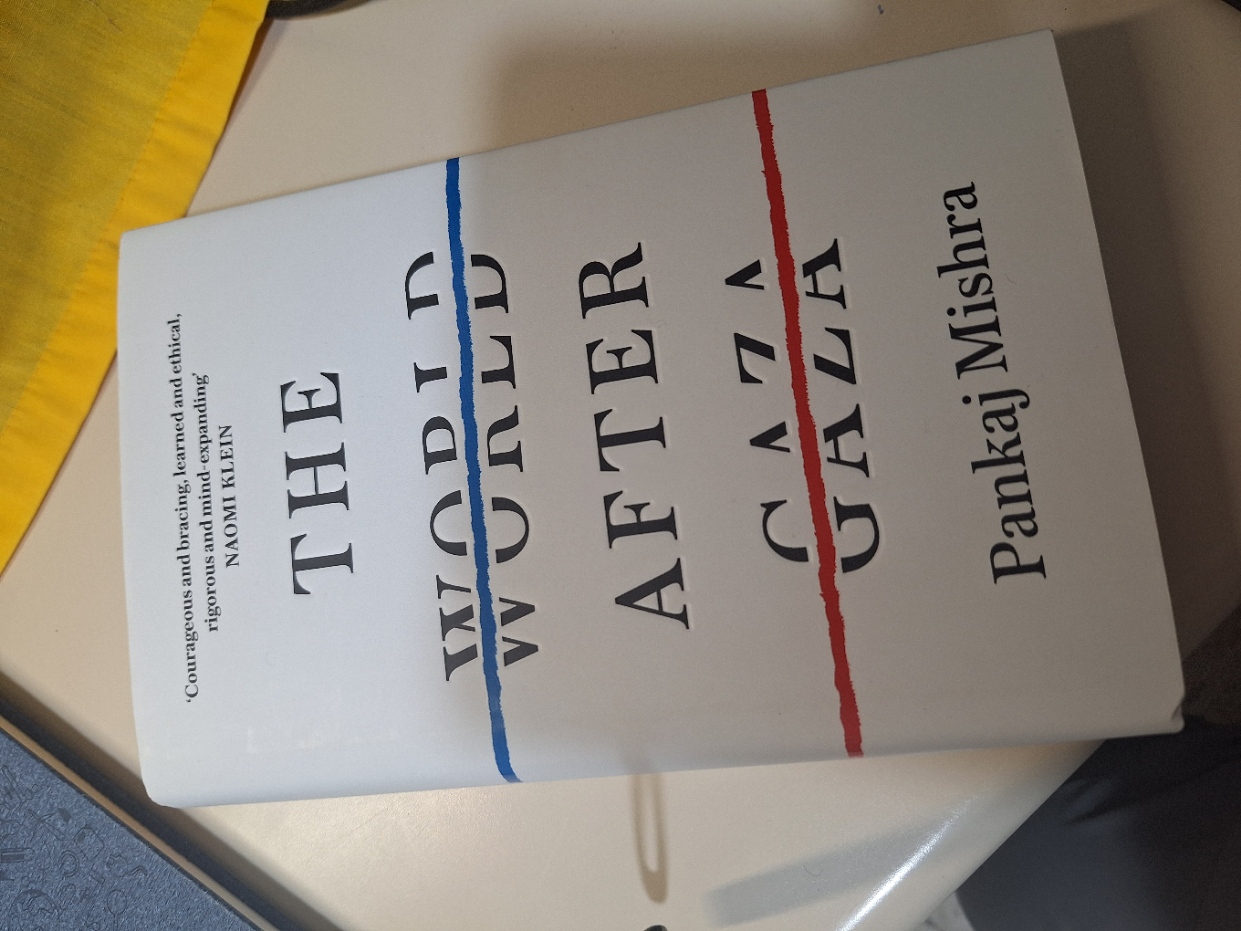 ‘Courageous and bracing, learned and ethical,
rigorous and mind-expanding’
NAOMI KLEIN
THE
WORLD
AFTER
GAZA
Pankaj Mishra